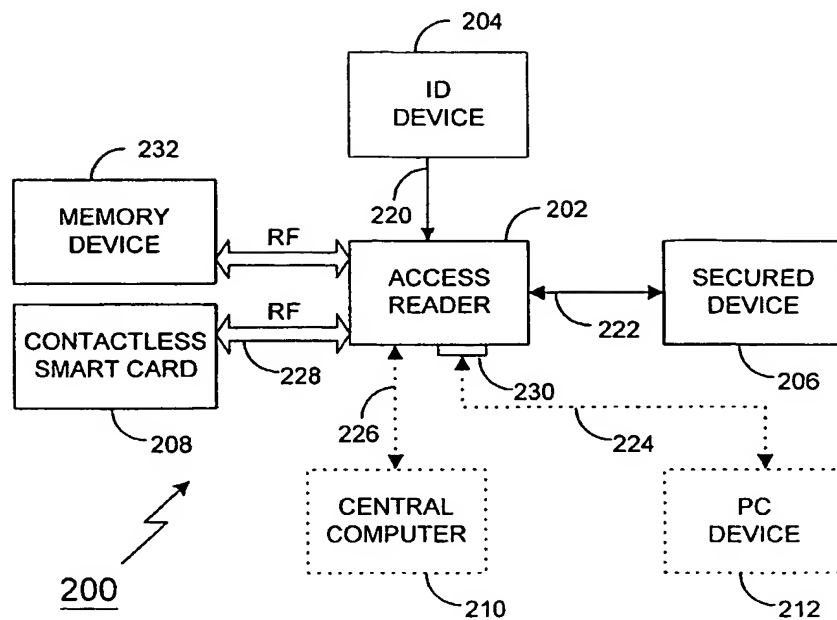 204
ID
DEVICE
232
220
202
MEMORY
DEVICE
RF
ACCESS
READER
SECURED
DEVICE
222
RF
CONTACTLESS
SMART CARD
228
230
206
208
226
224
CENTRAL
COMPUTER
PC
DEVICE
200
210
212